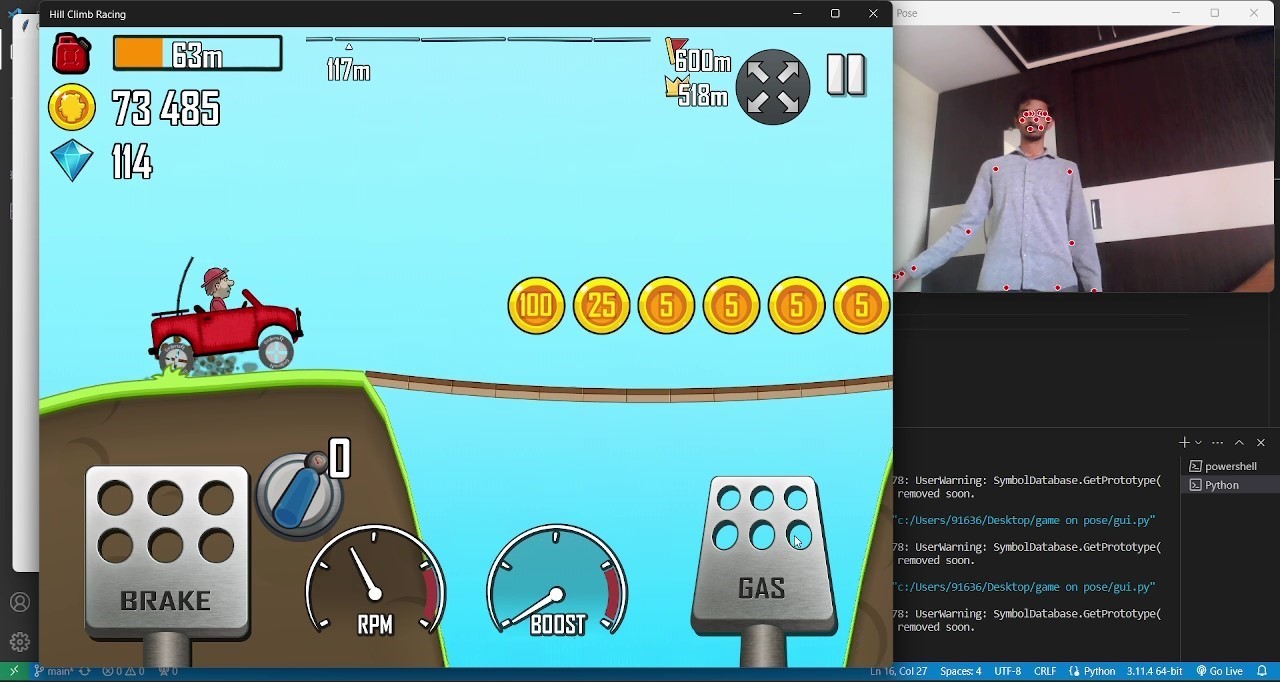 Hill Climb Racing
Pose
63m
117m
600m
518m
73 485
114
100
25
5
5
5
5
0
BRAKE
RPM
BOOST
GAS
powershell
Python
78: UserWarning: SymbolDatabase.GetPrototype(
removed soon.
"c:/Users/91636/Desktop/game on pose/gui.py"
78: UserWarning: SymbolDatabase.GetPrototype(
removed soon.
"c:/Users/91636/Desktop/game on pose/gui.py"
78: UserWarning: SymbolDatabase.GetPrototype(
removed soon.
main*
0
0
0
Ln 16, Col 27
Spaces: 4
UTF-8
CRLF
Python
3.11.4 64-bit
Go Live